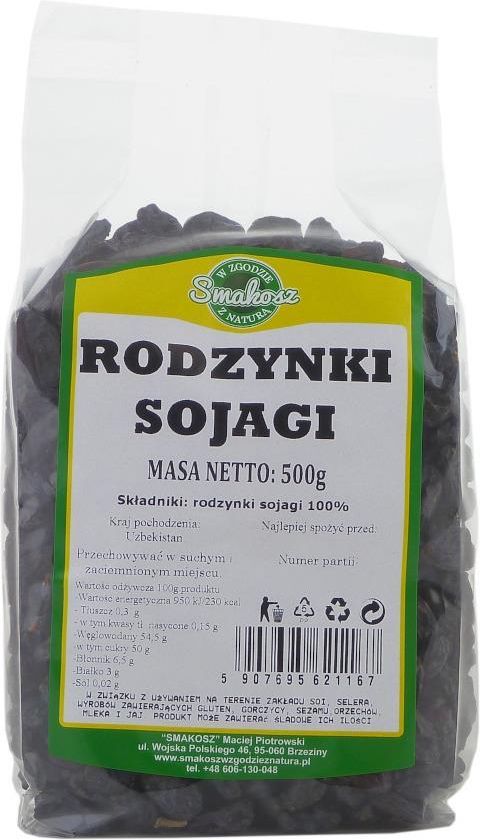 W ZGODZIE
Smakosz
Z NATURĄ
RODZYNKI
SOJAGI
MASA NETTO: 500g
Składniki: rodzynki sojagi 100%
Kraj pochodzenia:
Uzbekistan
Najlepiej spożyć przed:
Przechowywać w suchym i
zaciemnionym miejscu.
Numer partii:
Wartość odżywcza 100g produktu
-Wartość energetyczna 950 kJ/230 kcal
- Tłuszcz 0,3 g
- w tym kwasy tł. nasycone 0,15 g
-Węglowodany 54,5 g
-w tym cukry 50 g
-Błonnik 6,5 g
-Białko 3 g
-Sól 0,02 g
PP
5 907695 621167
W ZWIĄZKU Z UŻYWANIEM NA TERENIE ZAKŁADU SOI, SELERA,
WYROBÓW ZAWIERAJĄCYCH GLUTEN, GORCZYCY, SEZAMU, ORZECHÓW,
MLEKA I JAJ PRODUKT MOŻE ZAWIERAĆ ŚLADOWE ICH ILOŚCI
"SMAKOSZ" Maciej Piotrowski
ul. Wojska Polskiego 46, 95-060 Brzeziny
www.smakoszwzgodzieznatura.pl
tel. +48 606-130-048